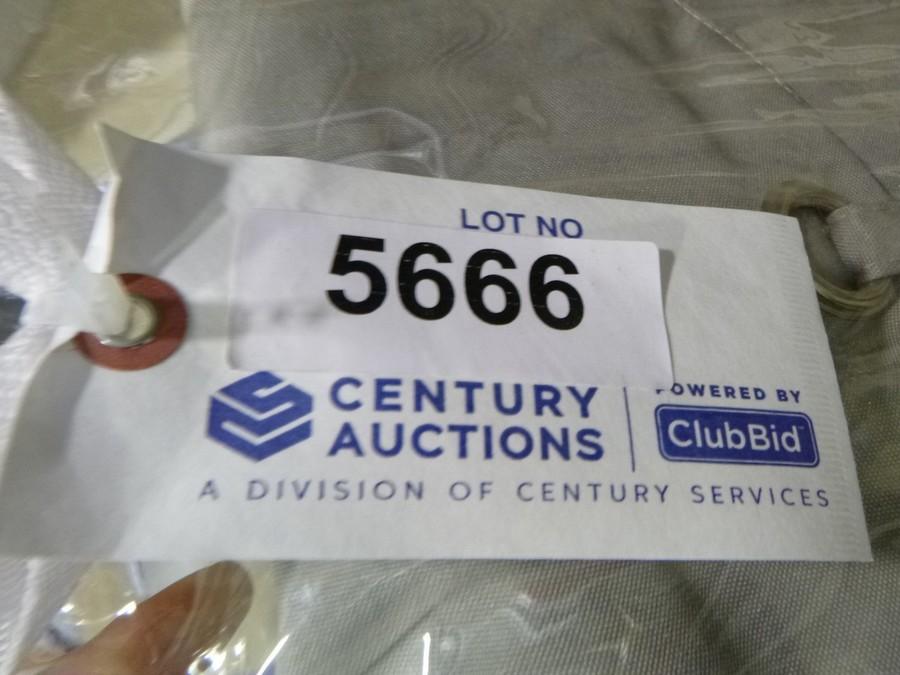 LOT NO
5666
CENTURY
AUCTIONS
POWERED BY
ClubBid
A DIVISION OF CENTURY SERVICES